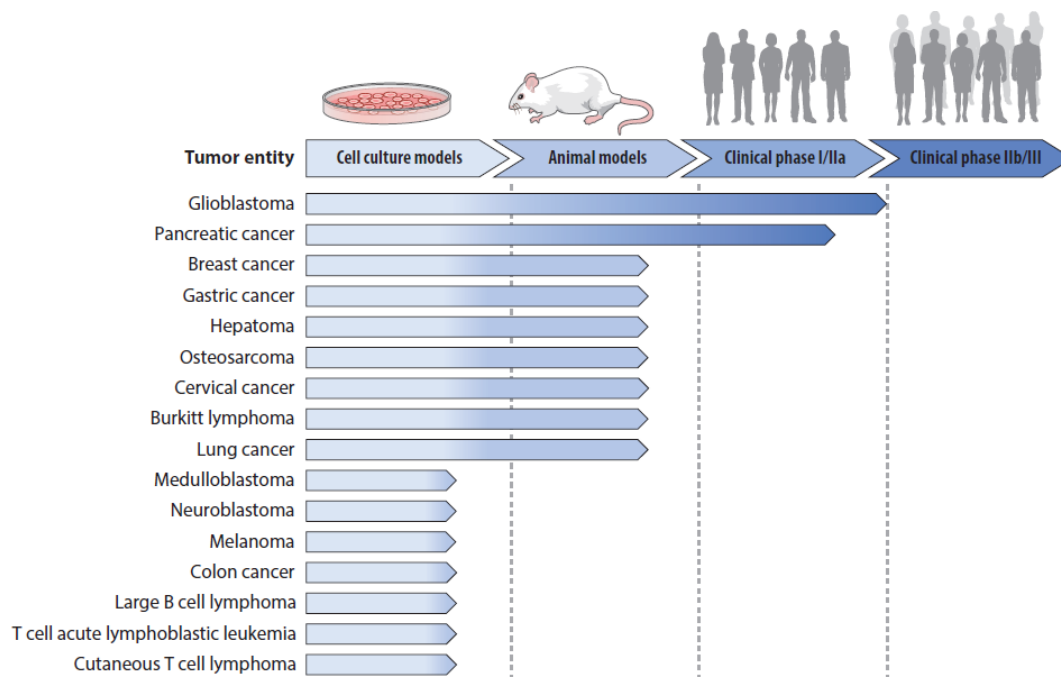 Tumor entity Cell culture models Animal models Clinical phase I/IIa Clinical phase IIb/III
Glioblastoma
Pancreatic cancer
Breast cancer
Gastric cancer
Hepatoma
Osteosarcoma
Cervical cancer
Burkitt lymphoma
Lung cancer
Medulloblastoma
Neuroblastoma
Melanoma
Colon cancer
Large B cell lymphoma
T cell acute lymphoblastic leukemia
Cutaneous T cell lymphoma